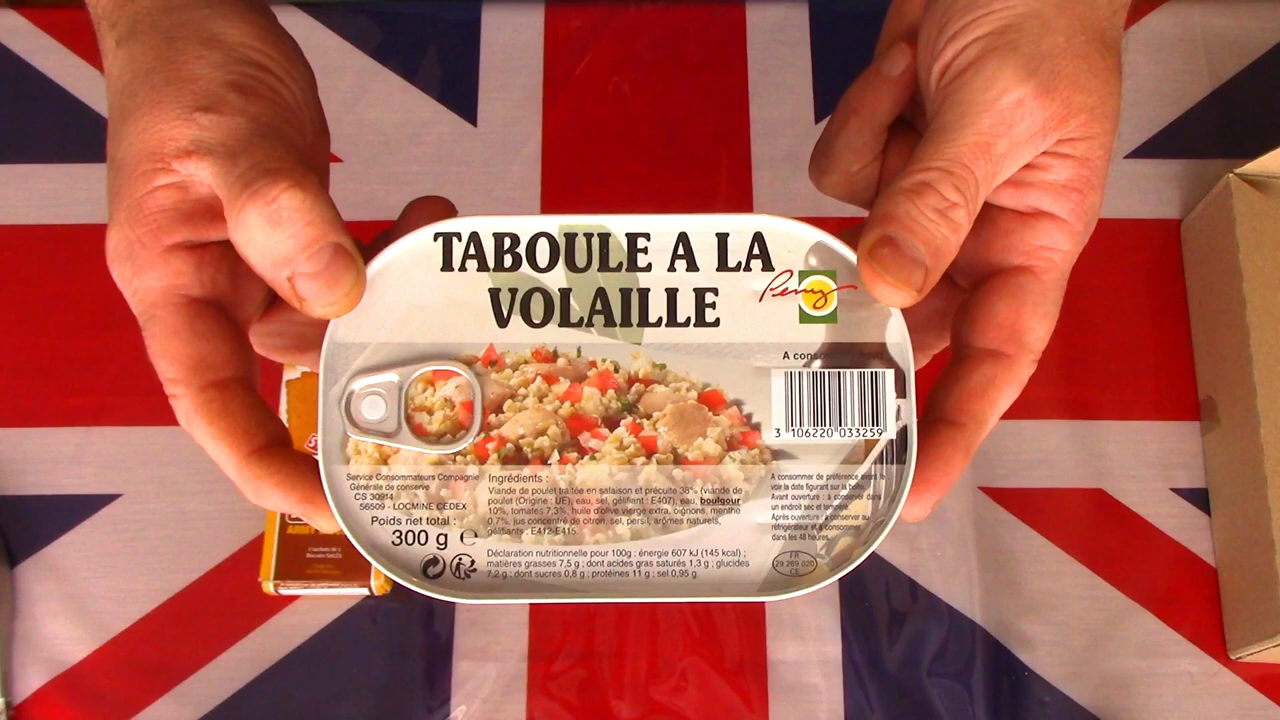 TABOULE A LA
VOLAILLE
Peny
A conso
3 106220 033259
Service Consommateurs Compagnie
Générale de conserve
CS 30914
56509 - LOCMINE CEDEX
Poids net total :
300 g e
Ingrédients :
Viande de poulet traitée en salaison et précuite 38% (viande de
poulet (Origine : UE), eau, sel, gélifiant : E407), eau, boulgour
10%, tomates 7,3%, huile d'olive vierge extra, oignons, menthe
0,7%, jus concentré de citron, sel, persil, arômes naturels,
gélifiants : E412-E415.
Déclaration nutritionnelle pour 100g : énergie 607 kJ (145 kcal) ;
matières grasses 7,5 g ; dont acides gras saturés 1,3 g ; glucides
7,2 g ; dont sucres 0,8 g ; protéines 11 g ; sel 0,95 g.
A consommer de préférence avant le
voir la date figurant sur la boîte.
Avant ouverture : à conserver dans
un endroit sec et tempéré.
Après ouverture : à conserver au
réfrigérateur et à consommer
dans les 48 heures.
FR
29 269 020
CE